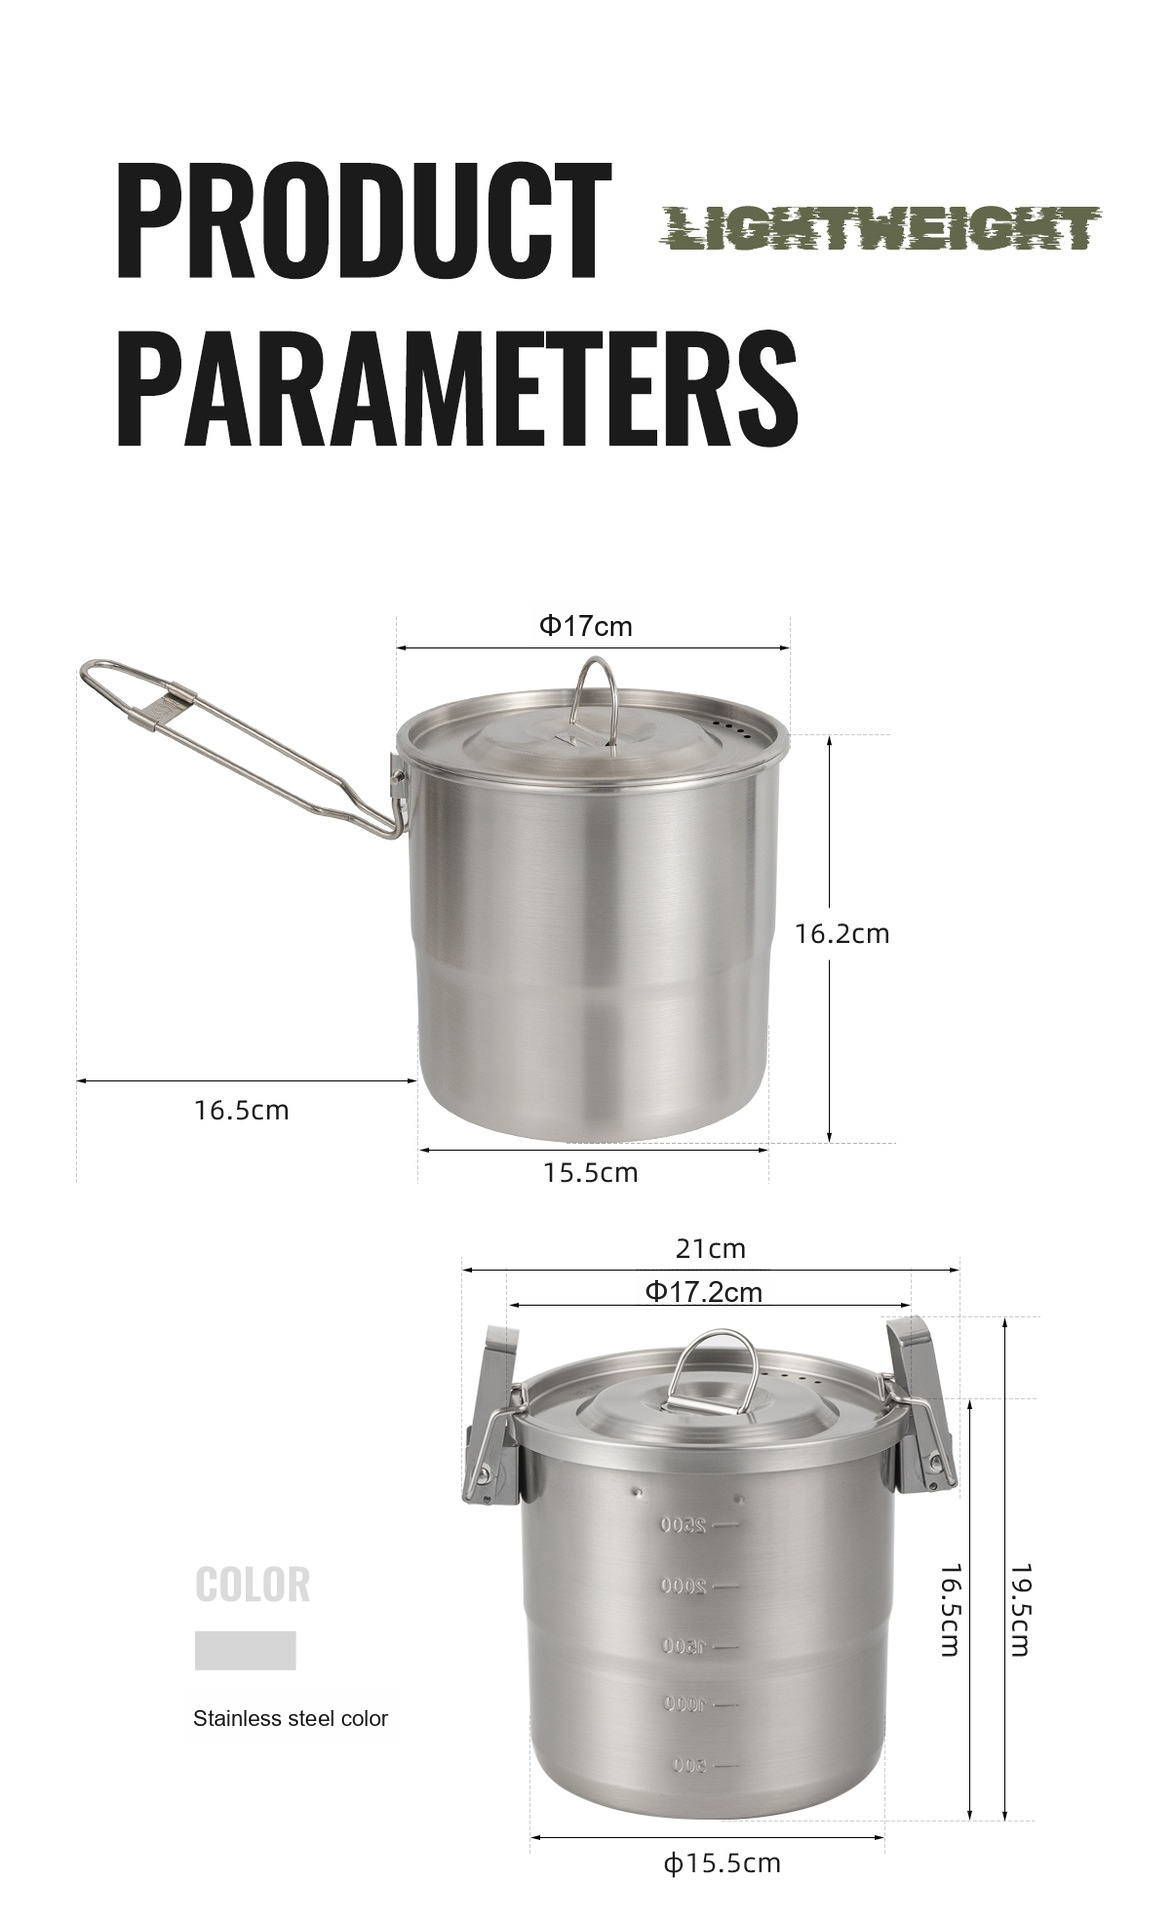 PRODUCT
LIGHTWEIGHT
PARAMETERS
Φ17cm
16.2cm
16.5cm
15.5cm
21cm
Φ17.2cm
2500
2000
1500
1000
500
16.5cm
19.5cm
COLOR
Stainless steel color
ф15.5cm